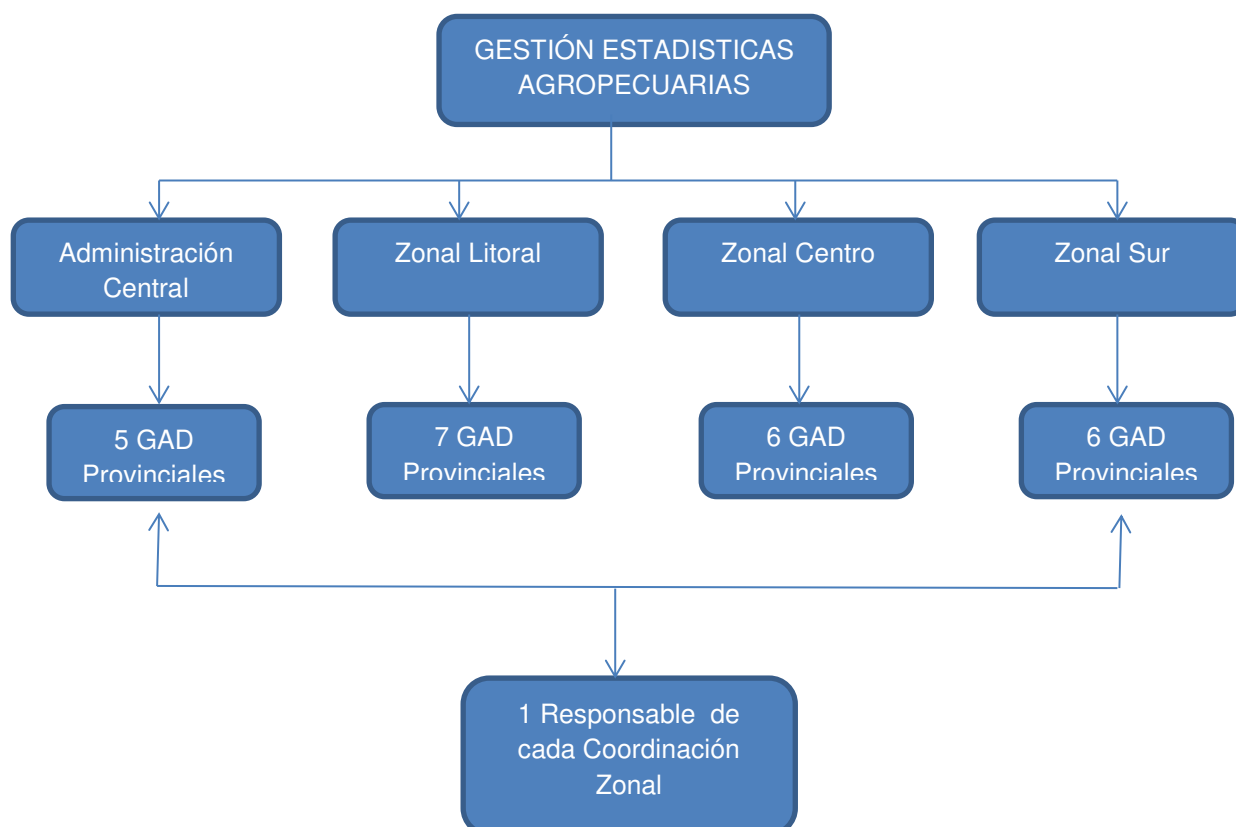 GESTIÓN ESTADISTICAS
AGROPECUARIAS
Administración
Central
Zonal Litoral
Zonal Centro
Zonal Sur
5 GAD
Provinciales
7 GAD
Provinciales
6 GAD
Provinciales
6 GAD
Provinciales
1 Responsable de
cada Coordinación
Zonal